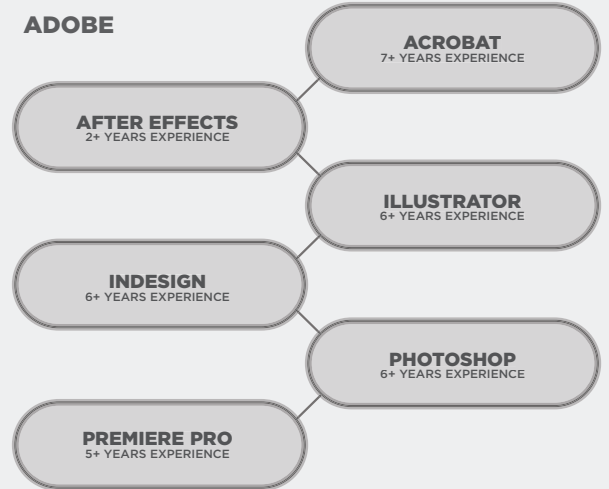 ADOBE
ACROBAT
7+ YEARS EXPERIENCE
AFTER EFFECTS
2+ YEARS EXPERIENCE
ILLUSTRATOR
6+ YEARS EXPERIENCE
INDESIGN
6+ YEARS EXPERIENCE
PHOTOSHOP
6+ YEARS EXPERIENCE
PREMIERE PRO
5+ YEARS EXPERIENCE